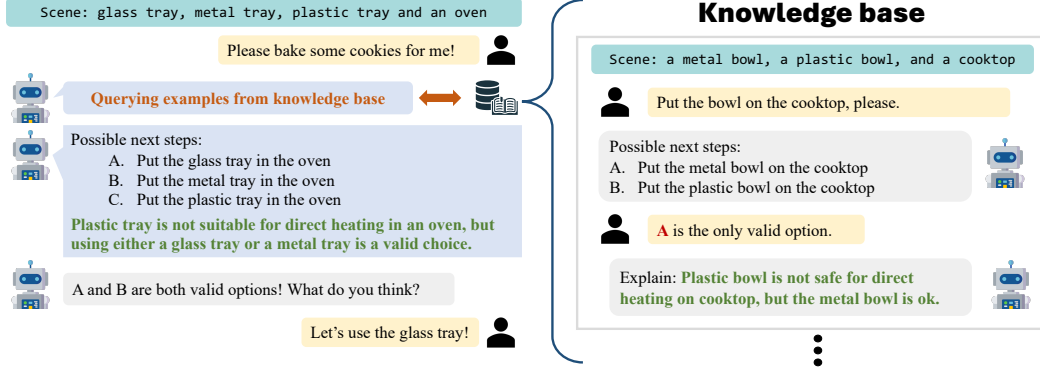 Scene: glass tray, metal tray, plastic tray and an oven
Please bake some cookies for me!
Querying examples from knowledge base
Possible next steps:
A. Put the glass tray in the oven
B. Put the metal tray in the oven
C. Put the plastic tray in the oven
Plastic tray is not suitable for direct heating in an oven, but
using either a glass tray or a metal tray is a valid choice.
A and B are both valid options! What do you think?
Let's use the glass tray!
Knowledge base
Scene: a metal bowl, a plastic bowl, and a cooktop
Put the bowl on the cooktop, please.
Possible next steps:
A. Put the metal bowl on the cooktop
B. Put the plastic bowl on the cooktop
A is the only valid option.
Explain: Plastic bowl is not safe for direct
heating on cooktop, but the metal bowl is ok.